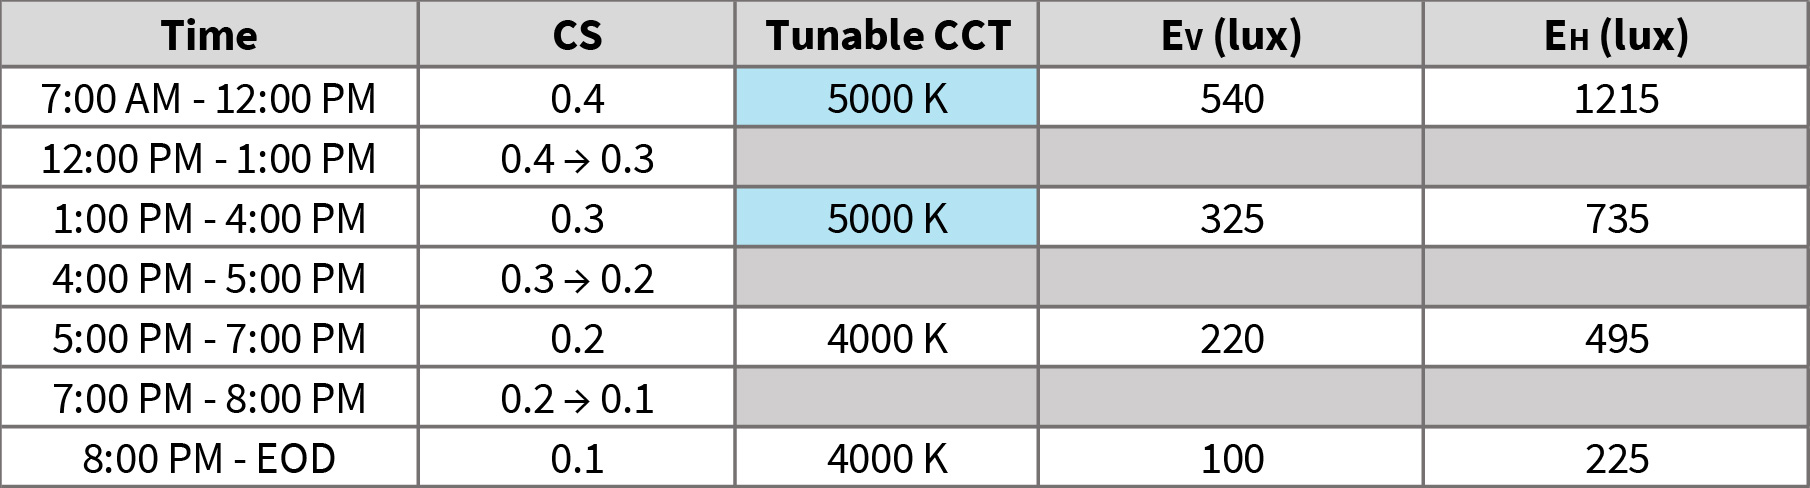 Time CS Tunable CCT Ev (lux) EH (lux)
7:00 AM - 12:00 PM 0.4 5000 K 540 1215
12:00 PM - 1:00 PM 0.4 → 0.3
1:00 PM - 4:00 PM 0.3 5000 K 325 735
4:00 PM - 5:00 PM 0.3 → 0.2
5:00 PM - 7:00 PM 0.2 4000 K 220 495
7:00 PM - 8:00 PM 0.2 → 0.1
8:00 PM - EOD 0.1 4000 K 100 225